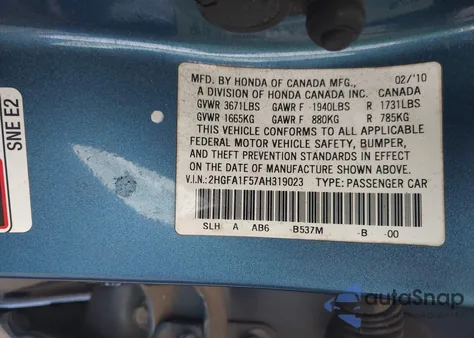 SNE E2
MFD. BY HONDA OF CANADA MFG., 02/'10
A DIVISION OF HONDA CANADA INC. CANADA
GVWR 3671LBS GAWR F 1940LBS R 1731LBS
GVWR 1665KG GAWR F 880KG R 785KG
THIS VEHICLE CONFORMS TO ALL APPLICABLE
FEDERAL MOTOR VEHICLE SAFETY, BUMPER,
AND THEFT PREVENTION STANDARDS IN EFFECT
ON THE DATE OF MANUFACTURE SHOWN ABOVE.
V.I.N.: 2HGFA1F57AH319023 TYPE: PASSENGER CAR
SLH A AB6 -B537M -B -00
autoSnap